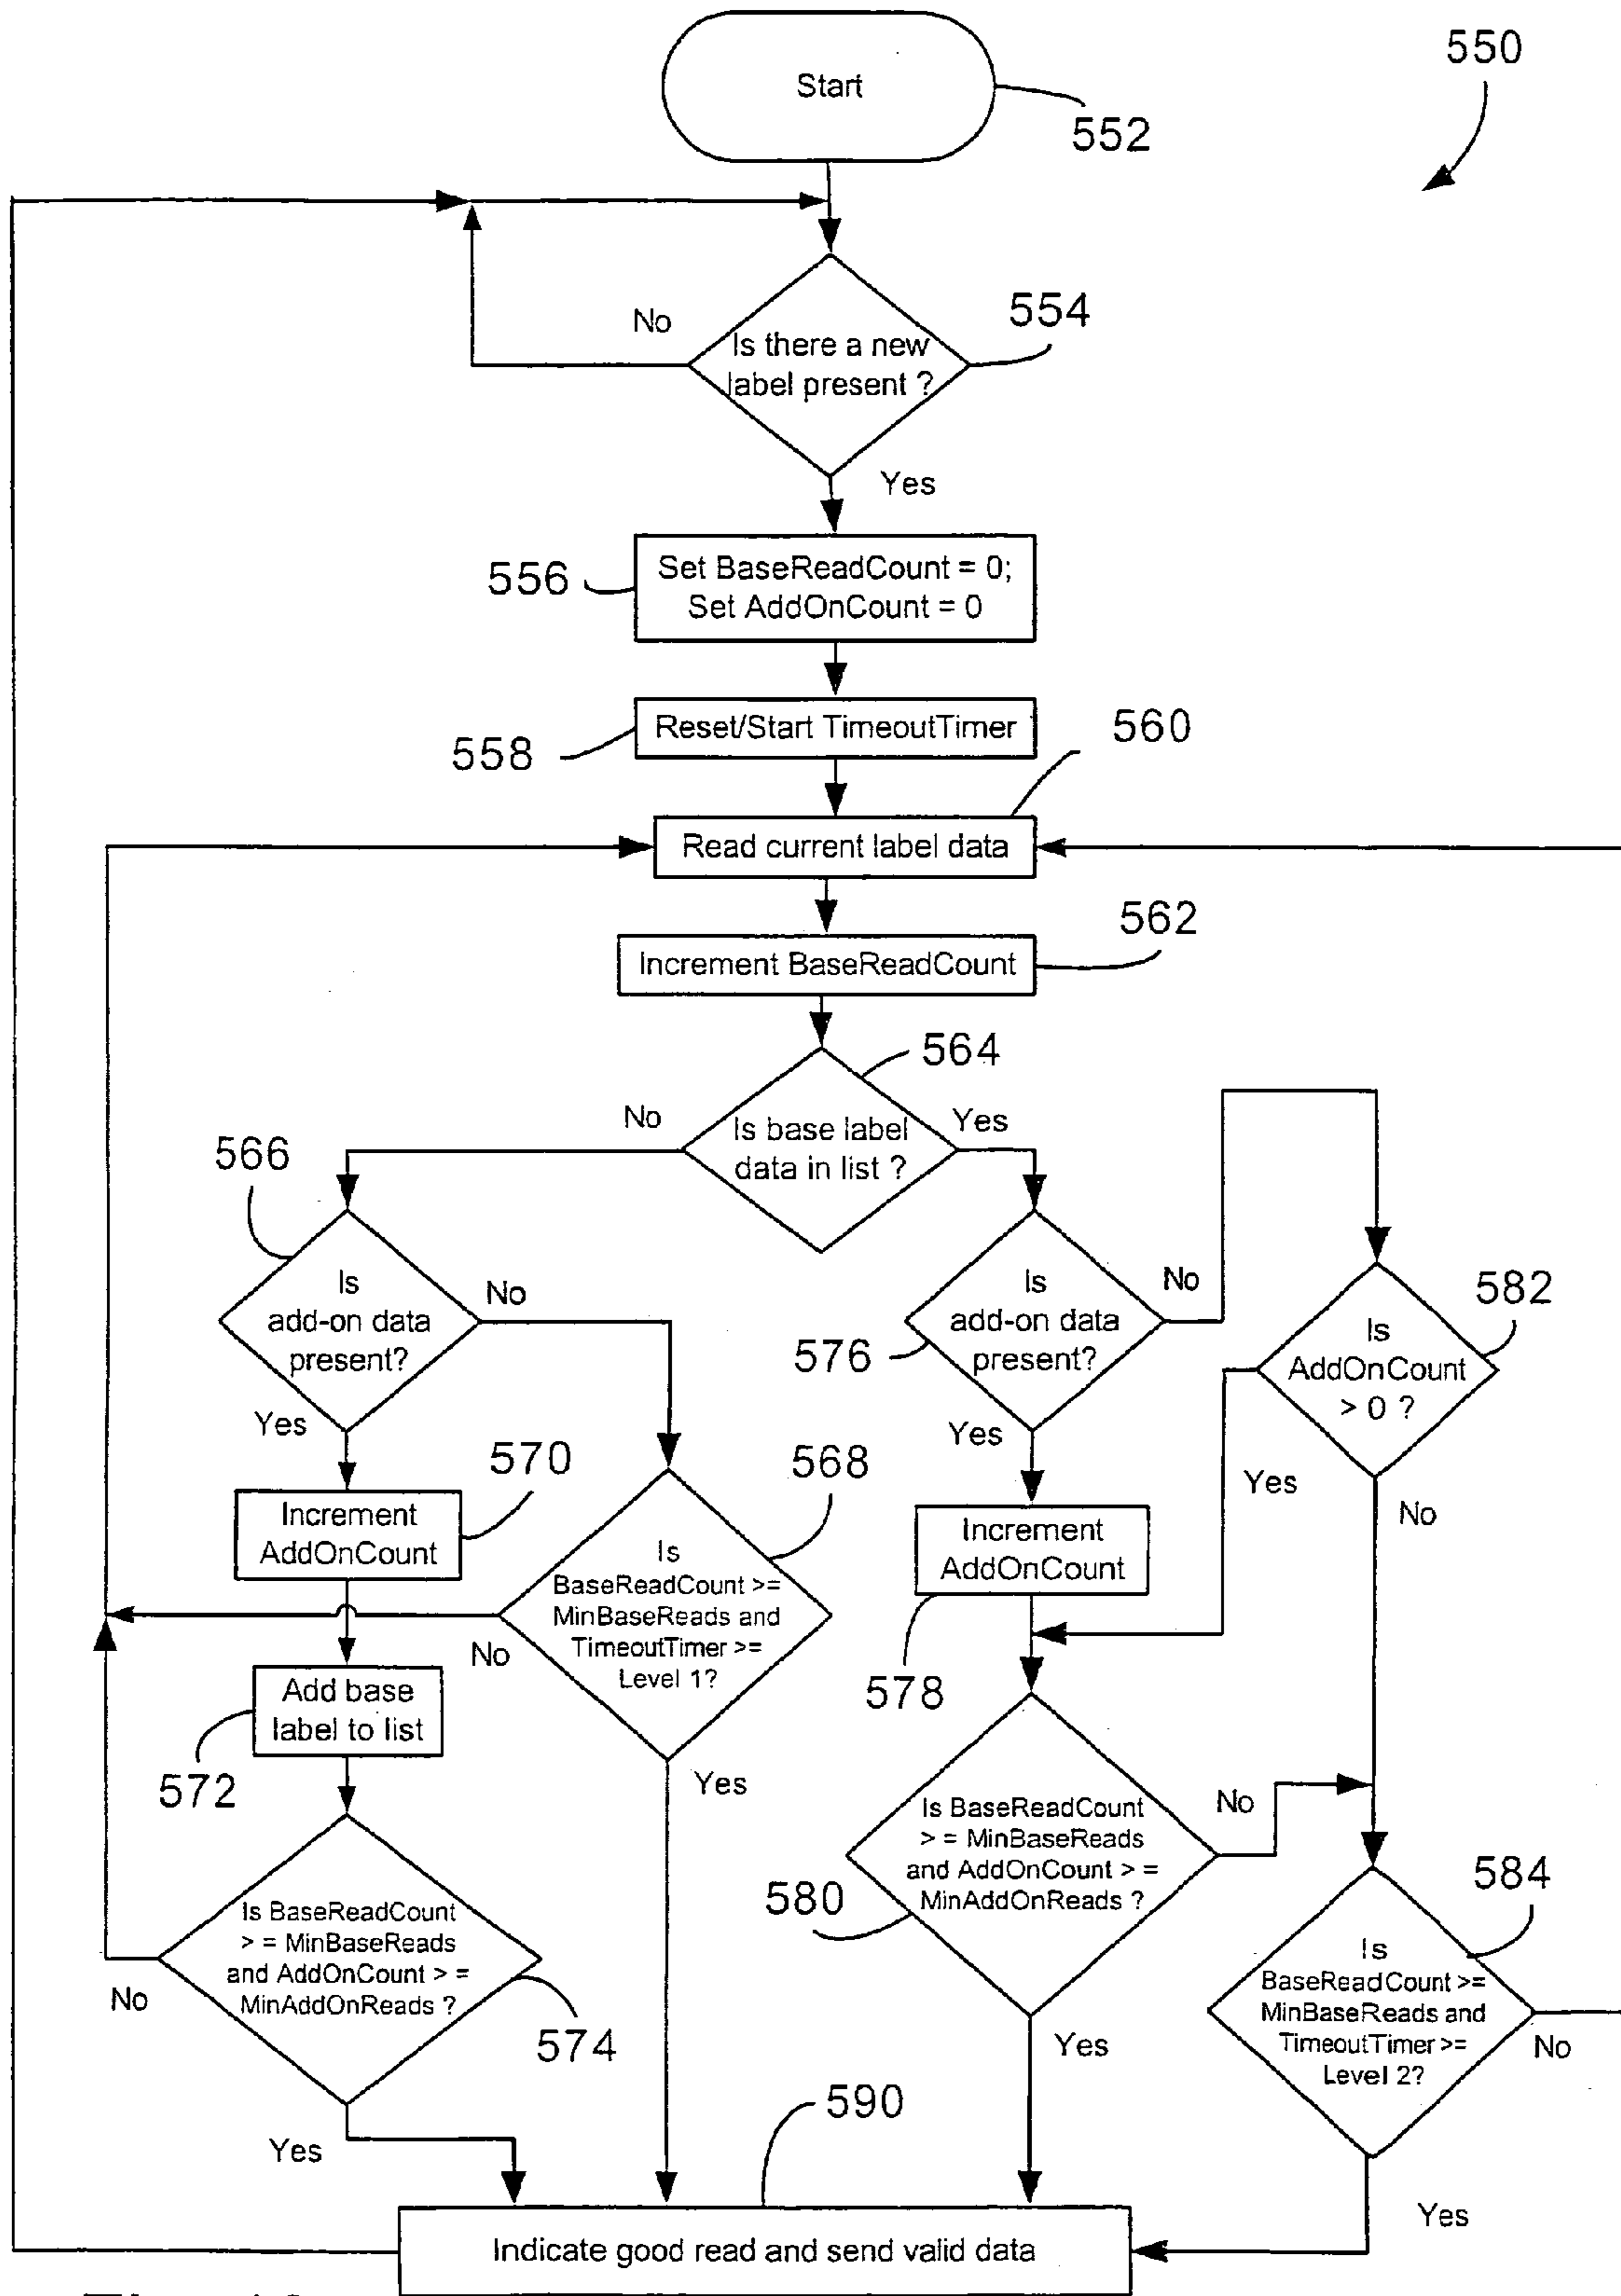 Start
550
552
No
Is there a new
label present ?
554
Yes
556
Set BaseReadCount = 0;
Set AddOnCount = 0
558
Reset/Start TimeoutTimer
560
Read current label data
562
Increment BaseReadCount
564
No
Is base label
data in list ?
Yes
566
Is
add-on data
present?
No
Yes
576
Is
add-on data
present?
No
Yes
582
Is
AddOnCount
> 0 ?
Yes
No
570
Increment
AddOnCount
568
Is
BaseReadCount >=
MinBaseReads and
TimeoutTimer >=
Level 1?
No
Yes
Increment
AddOnCount
578
572
Add base
label to list
Is BaseReadCount
> = MinBaseReads
and AddOnCount > =
MinAddOnReads ?
No
574
Yes
580
Is BaseReadCount
> = MinBaseReads
and AddOnCount > =
MinAddOnReads ?
No
Yes
584
Is
BaseReadCount >=
MinBaseReads and
TimeoutTimer >=
Level 2?
No
Yes
590
Indicate good read and send valid data